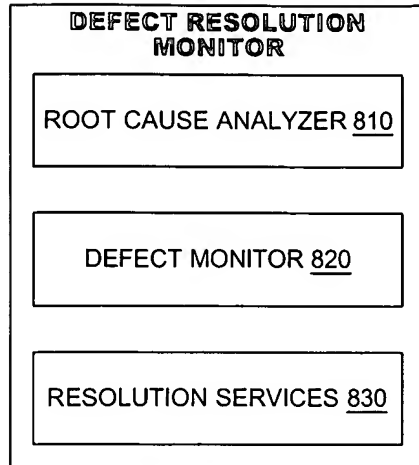 DEFECT RESOLUTION
MONITOR
ROOT CAUSE ANALYZER 810
DEFECT MONITOR 820
RESOLUTION SERVICES 830